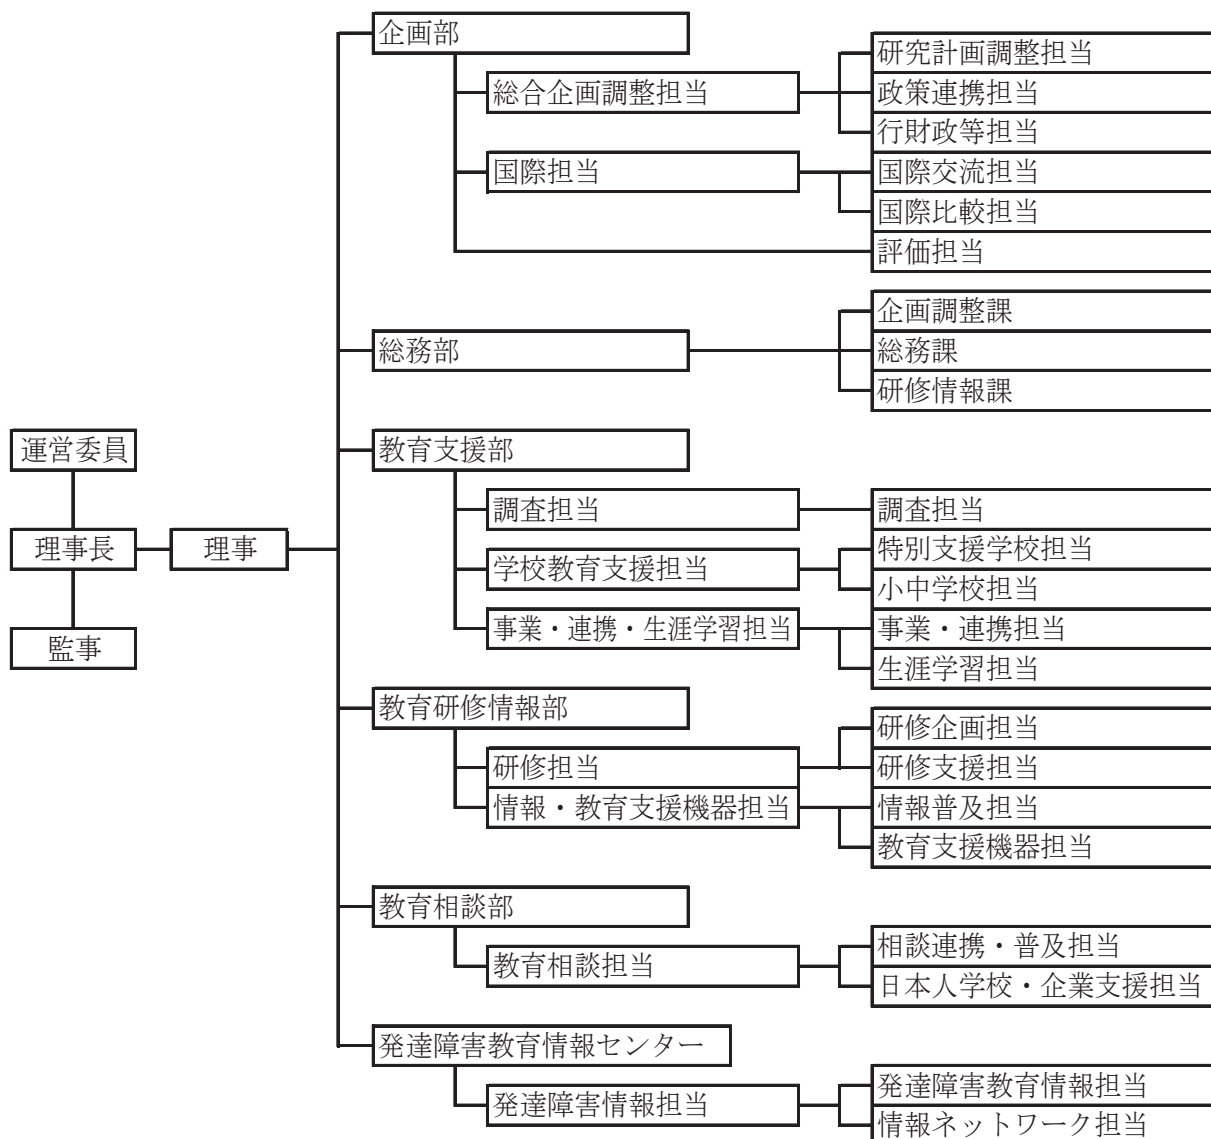 運営委員
理事長
監事
理事
企画部
総合企画調整担当
研究計画調整担当
政策連携担当
行財政等担当
国際担当
国際交流担当
国際比較担当
評価担当
総務部
企画調整課
総務課
研修情報課
教育支援部
調査担当
調査担当
学校教育支援担当
特別支援学校担当
小中学校担当
事業・連携・生涯学習担当
事業・連携担当
生涯学習担当
教育研修情報部
研修担当
研修企画担当
研修支援担当
情報・教育支援機器担当
情報普及担当
教育支援機器担当
教育相談部
教育相談担当
相談連携・普及担当
日本人学校・企業支援担当
発達障害教育情報センター
発達障害情報担当
発達障害教育情報担当
情報ネットワーク担当